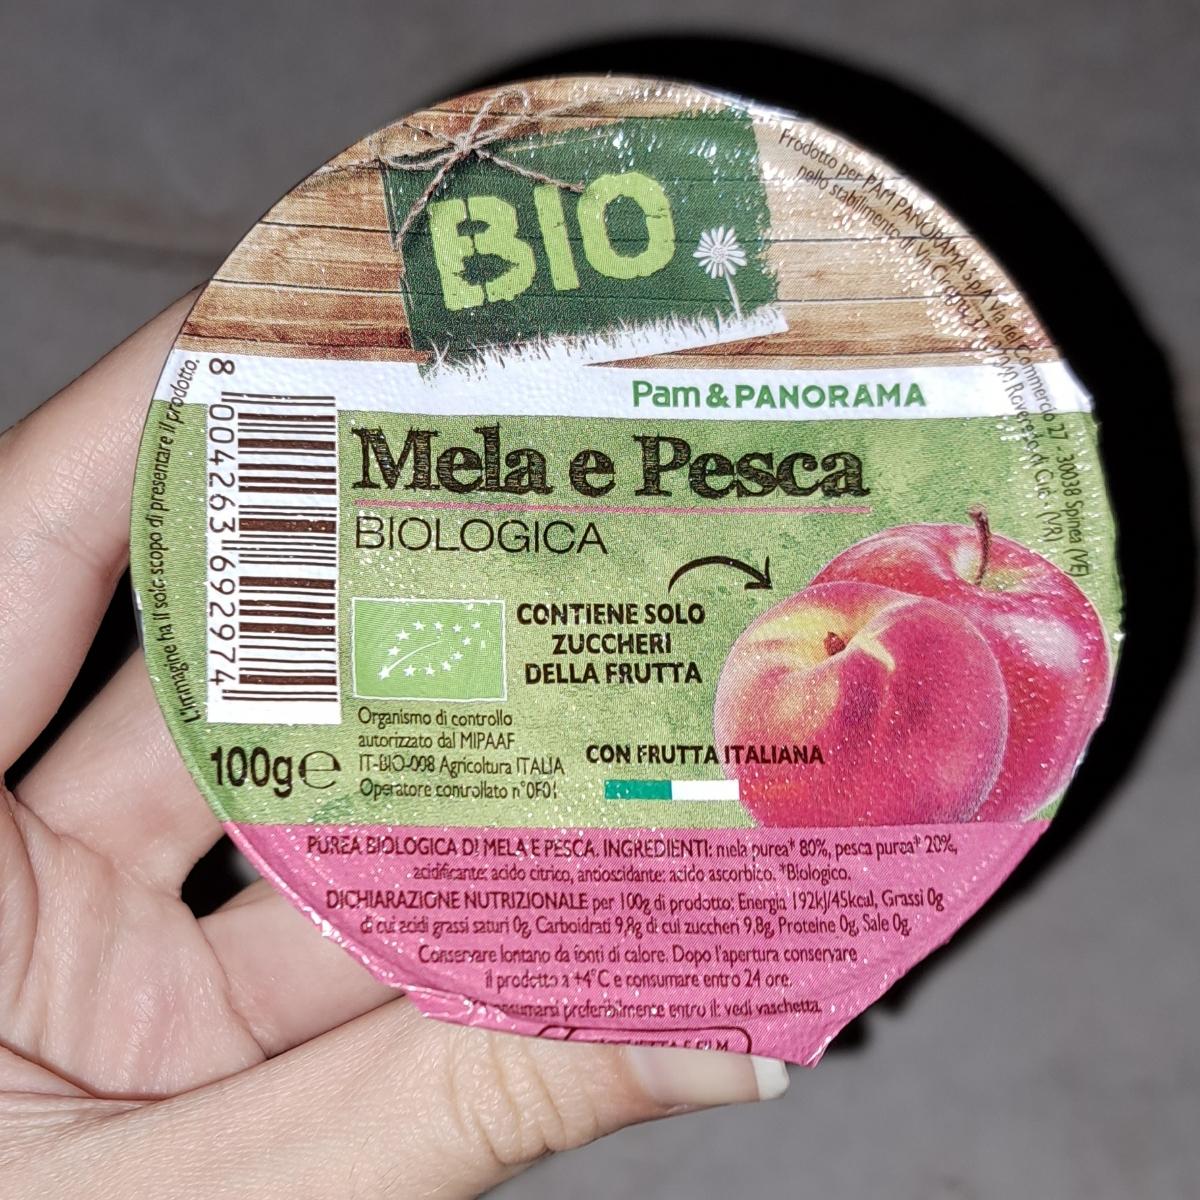 BIO
Prodotto per PAM PANORAMA S.p.A Via del Commercio 27 - 30038 Spinea (VE)
nello stabilimento di Via
Pam & PANORAMA
Mela e Pesca
BIOLOGICA
CONTIENE SOLO
ZUCCHERI
DELLA FRUTTA
L'immagine ha il solo scopo di presentare il prodotto.
8 004263 692974
Organismo di controllo
autorizzato dal MIPAAF
IT-BIO-008 Agricoltura ITALIA
Operatore controllato
CON FRUTTA ITALIANA
100g e
PUREA BIOLOGICA DI MELA E PESCA. INGREDIENTI: mela purea* 80%, pesca purea* 20%,
acidificante: acido citrico, antiossidante: acido ascorbico. *Biologico.
DICHIARAZIONE NUTRIZIONALE per 100g di prodotto: Energia 192kJ/45kcal, Grassi 0g
di cui acidi grassi saturi 0g, Carboidrati 9,8g di cui zuccheri 9,8g, Proteine 0g, Sale 0g.
Conservare lontano da fonti di calore. Dopo l'apertura conservare
il prodotto a +4°C e consumare entro 24 ore.
preferibilmente entro il: vedi vaschetta.